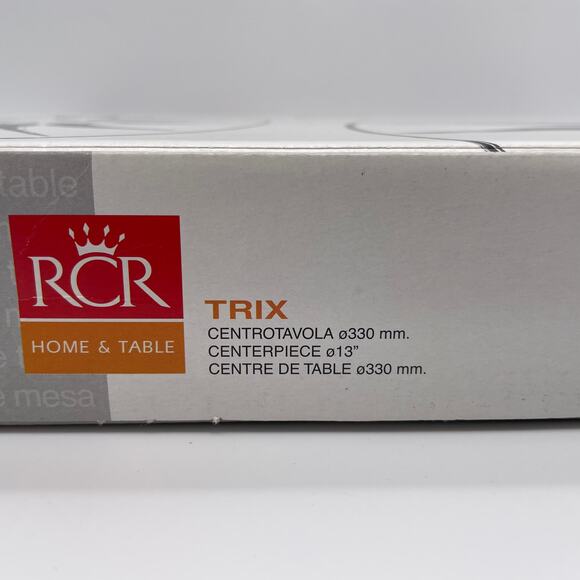 table
RCR
HOME & TABLE
mesa
TRIX
CENTROTAVOLA ø330 mm.
CENTERPIECE ø13”
CENTRE DE TABLE ø330 mm.